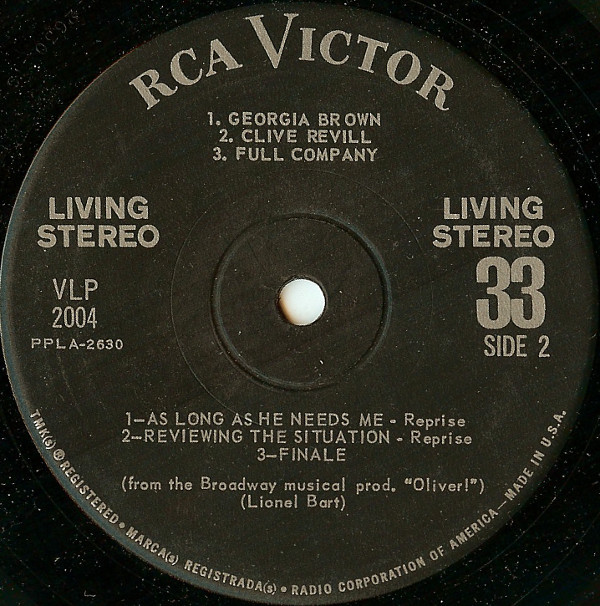 RCA VICTOR
1. GEORGIA BROWN
2. CLIVE REVILL
3. FULL COMPANY
LIVING
STEREO
LIVING
STEREO
VLP
2004
PPLA-2630
33
SIDE 2
1-AS LONG AS HE NEEDS ME - Reprise
2-REVIEWING THE SITUATION - Reprise
3-FINALE
(from the Broadway musical prod. "Oliver!")
(Lionel Bart)
TMK(s) ® REGISTERED • MARCA(s) REGISTRADA(s) • RADIO CORPORATION OF AMERICA—MADE IN U.S.A.